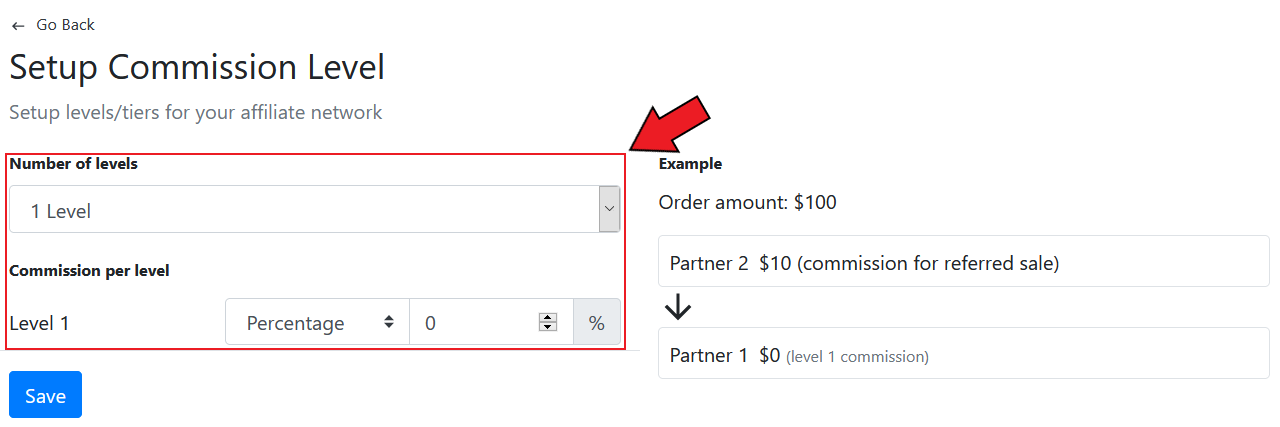 ← Go Back
Setup Commission Level
Setup levels/tiers for your affiliate network
Number of levels
1 Level
Commission per level
Level 1 Percentage 0 %
Save
Example
Order amount: $100
Partner 2 $10 (commission for referred sale)
Partner 1 $0 (level 1 commission)